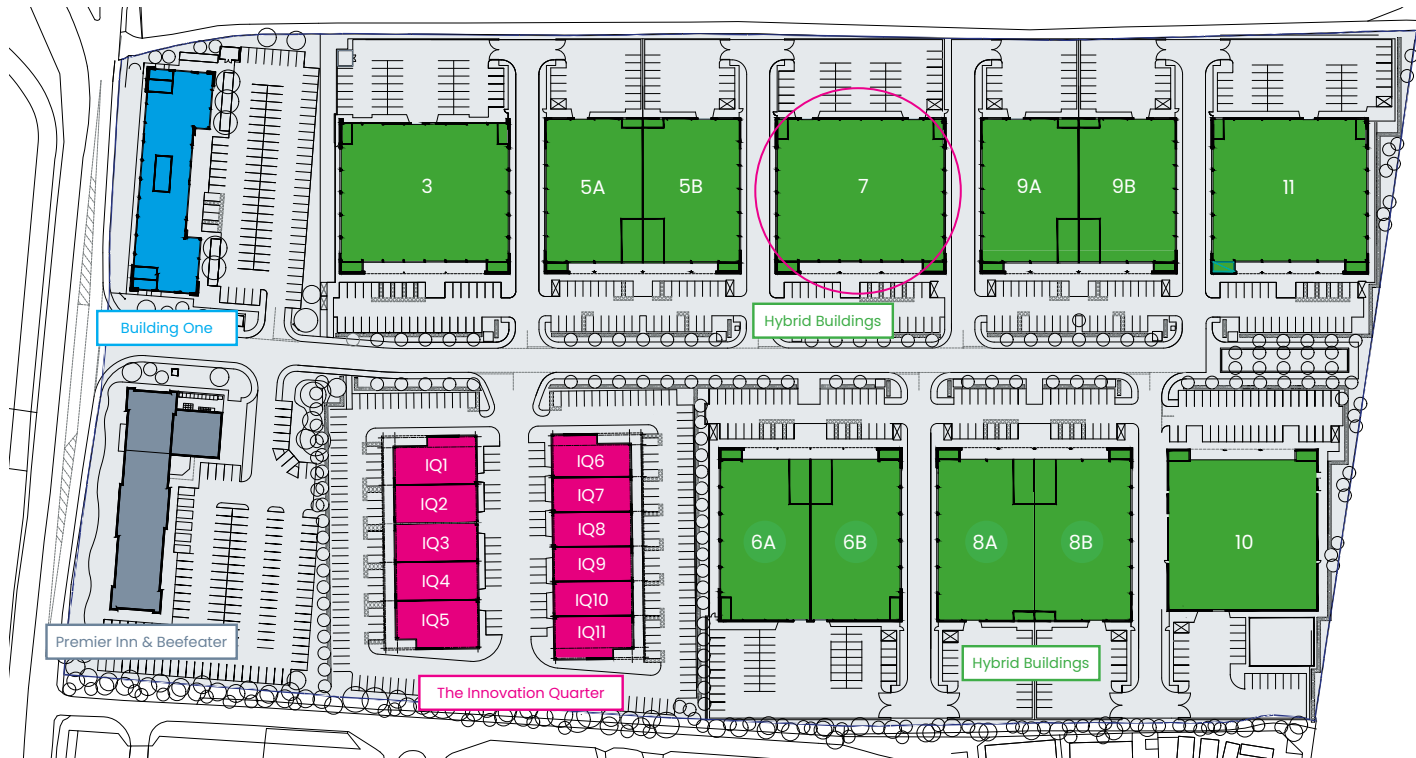 3
5A
5B
7
9A
9B
11
Building One
Hybrid Buildings
IQ1
IQ2
IQ3
IQ4
IQ5
IQ6
IQ7
IQ8
IQ9
IQ10
IQ11
6A
6B
8A
8B
10
Premier Inn & Beefeater
Hybrid Buildings
The Innovation Quarter